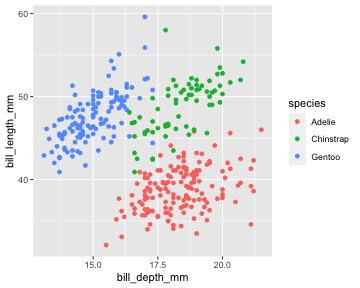 60
50
40
15.0
17.5
20.0
bill_depth_mm
bill_length_mm
species
Adelie
Chinstrap
Gentoo